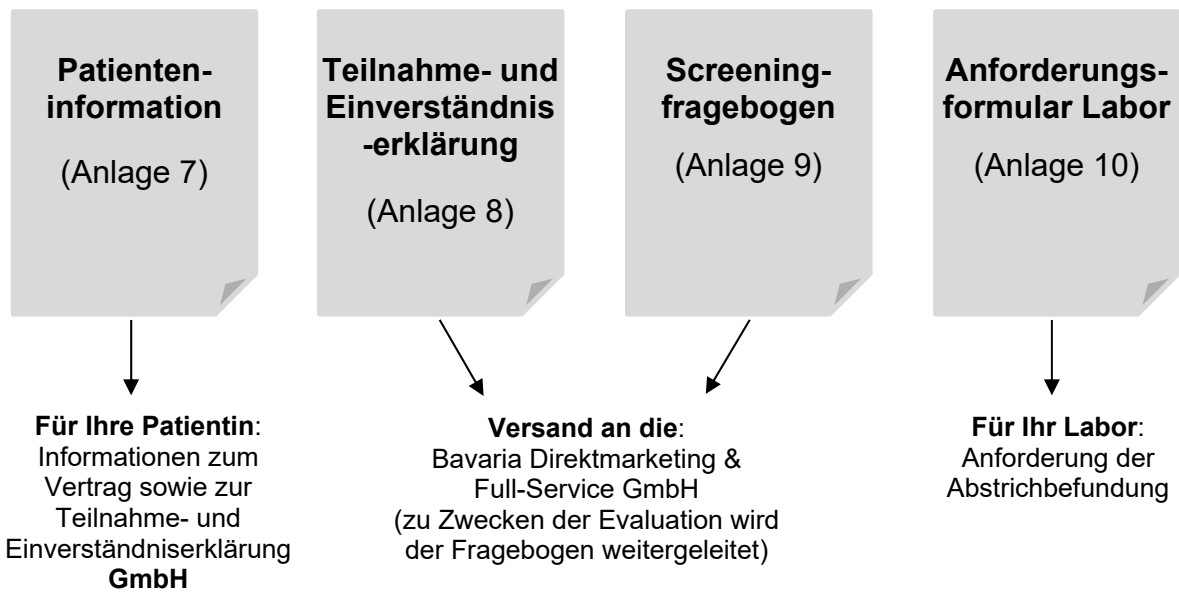 Patienten-
information
(Anlage 7)
Teilnahme- und
Einverständnis
-erklärung
(Anlage 8)
Screening-
fragebogen
(Anlage 9)
Anforderungs-
formular Labor
(Anlage 10)
Für Ihre Patientin:
Informationen zum
Vertrag sowie zur
Teilnahme- und
Einverständniserklärung
GmbH
Versand an die:
Bavaria Direktmarketing &
Full-Service GmbH
(zu Zwecken der Evaluation wird
der Fragebogen weitergeleitet)
Für Ihr Labor:
Anforderung der
Abstrichbefundung